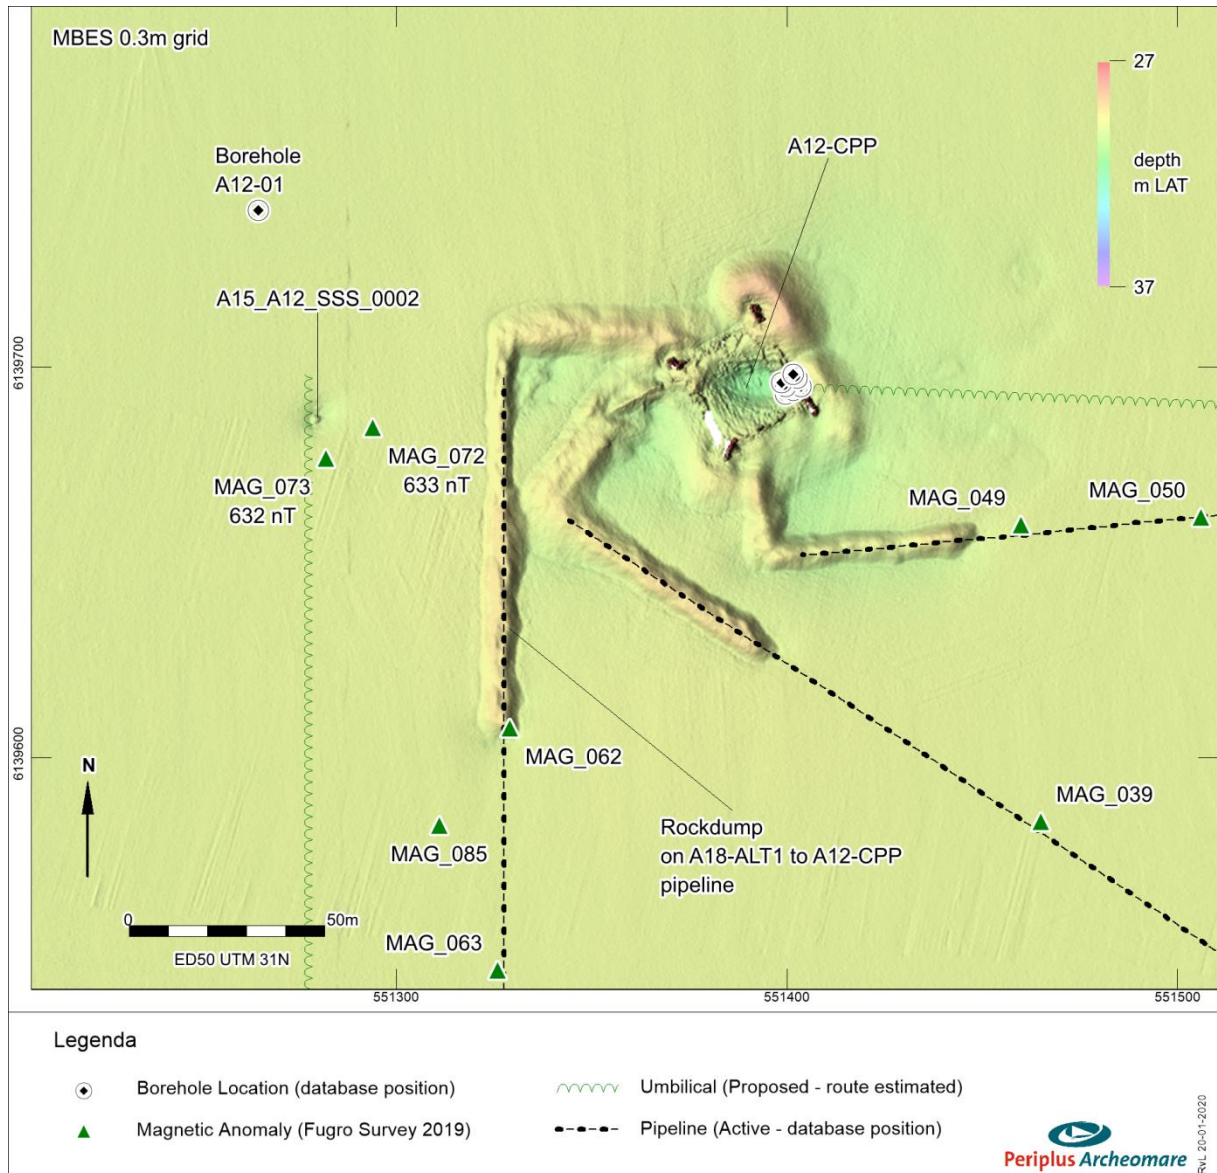 MBES 0.3m grid
27
A12-CPP
Borehole
A12-01
depth
m LAT
37
A15_A12_SSS_0002
6139700
MAG_072
633 nT
MAG_073
632 nT
MAG_049
MAG_050
6139600
MAG_062
N
MAG_039
Rockdump
on A18-ALT1 to A12-CPP
pipeline
MAG_085
0
50m
MAG_063
ED50 UTM 31N
551300
551400
551500
Legenda
Borehole Location (database position)
Umbilical (Proposed - route estimated)
Magnetic Anomaly (Fugro Survey 2019)
Pipeline (Active - database position)
Periplus Archeomare
RvL 20-01-2020